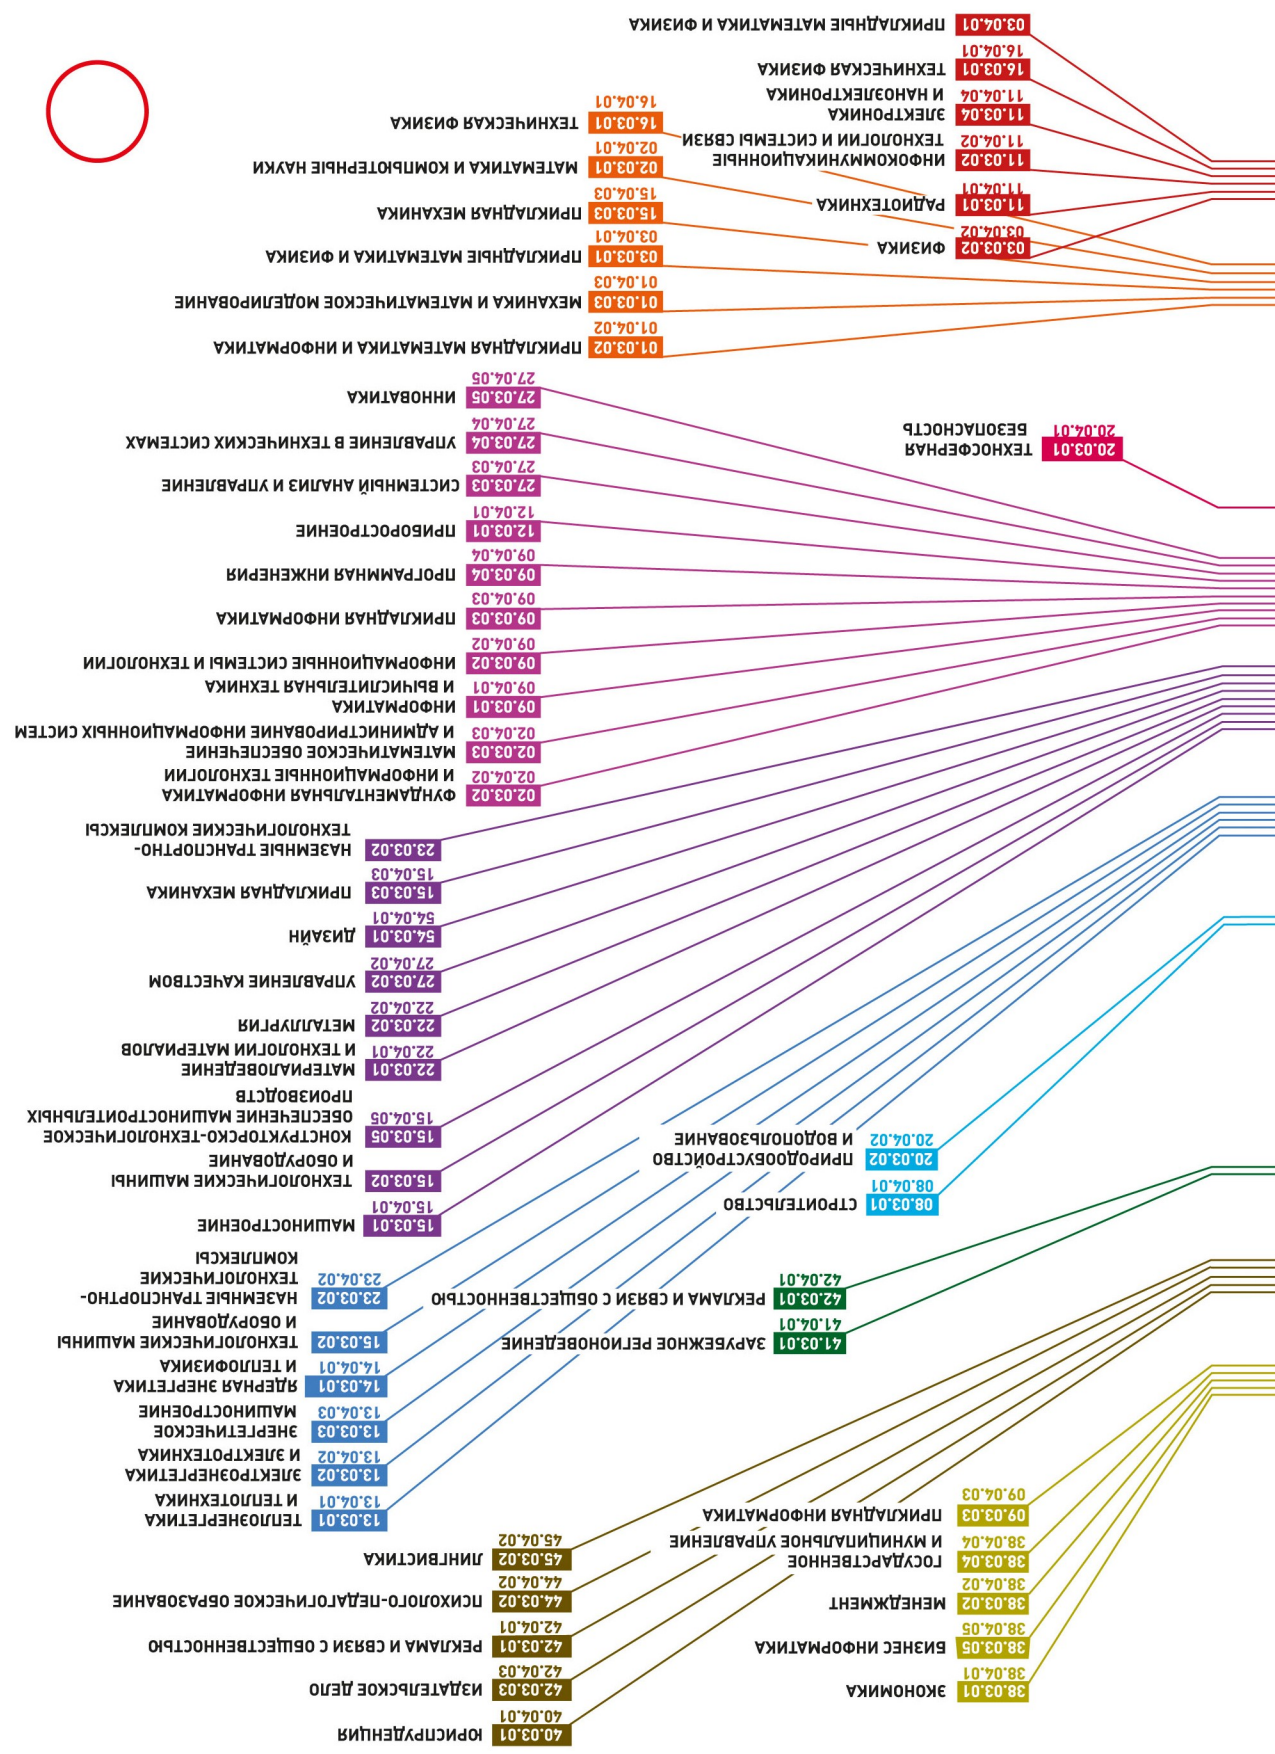 38.03.01 ЭКОНОМИКА
38.04.01
38.03.05 БИЗНЕС ИНФОРМАТИКА
38.04.05
38.03.02 МЕНЕДЖМЕНТ
38.04.02
38.03.04 ГОСУДАРСТВЕННОЕ
38.04.04 И МУНИЦИПАЛЬНОЕ УПРАВЛЕНИЕ
09.03.03 ПРИКЛАДНАЯ ИНФОРМАТИКА
09.04.03
40.03.01 ЮРИСПРУДЕНЦИЯ
40.04.01
42.03.03 ИЗДАТЕЛЬСКОЕ ДЕЛО
42.04.03
42.03.01 РЕКЛАМА И СВЯЗИ С ОБЩЕСТВЕННОСТЬЮ
42.04.01
44.03.02 ПСИХОЛОГО-ПЕДАГОГИЧЕСКОЕ ОБРАЗОВАНИЕ
44.04.02
45.03.02 ЛИНГВИСТИКА
45.04.02
41.03.01 ЗАРУБЕЖНОЕ РЕГИОНОВЕДЕНИЕ
41.04.01
42.03.01 РЕКЛАМА И СВЯЗИ С ОБЩЕСТВЕННОСТЬЮ
42.04.01
08.03.01 СТРОИТЕЛЬСТВО
08.04.01
20.03.02 ПРИРОДООБУСТРОЙСТВО
20.04.02 И ВОДОПОЛЬЗОВАНИЕ
13.03.01 ТЕПЛОЭНЕРГЕТИКА
13.04.01 И ТЕПЛОТЕХНИКА
13.03.02 ЭЛЕКТРОЭНЕРГЕТИКА
13.04.02 И ЭЛЕКТРОТЕХНИКА
13.03.03 ЭНЕРГЕТИЧЕСКОЕ
13.04.03 МАШИНОСТРОЕНИЕ
14.03.01 ЯДЕРНАЯ ЭНЕРГЕТИКА
14.04.01 И ТЕПЛОФИЗИКА
15.03.02 ТЕХНОЛОГИЧЕСКИЕ МАШИНЫ
И ОБОРУДОВАНИЕ
23.03.02 НАЗЕМНЫЕ ТРАНСПОРТНО-
23.04.02 ТЕХНОЛОГИЧЕСКИЕ
КОМПЛЕКСЫ
15.03.01 МАШИНОСТРОЕНИЕ
15.04.01
15.03.02 ТЕХНОЛОГИЧЕСКИЕ МАШИНЫ
И ОБОРУДОВАНИЕ
15.03.05 КОНСТРУКТОРСКО-ТЕХНОЛОГИЧЕСКОЕ
15.04.05 ОБЕСПЕЧЕНИЕ МАШИНОСТРОИТЕЛЬНЫХ
ПРОИЗВОДСТВ
22.03.01 МАТЕРИАЛОВЕДЕНИЕ
22.04.01 И ТЕХНОЛОГИИ МАТЕРИАЛОВ
22.03.02 МЕТАЛЛУРГИЯ
22.04.02
27.03.02 УПРАВЛЕНИЕ КАЧЕСТВОМ
27.04.02
54.03.01 ДИЗАЙН
54.04.01
15.03.03 ПРИКЛАДНАЯ МЕХАНИКА
15.04.03
23.03.02 НАЗЕМНЫЕ ТРАНСПОРТНО-
ТЕХНОЛОГИЧЕСКИЕ КОМПЛЕКСЫ
02.03.02 ФУНДАМЕНТАЛЬНАЯ ИНФОРМАТИКА
02.04.02 И ИНФОРМАЦИОННЫЕ ТЕХНОЛОГИИ
02.03.03 МАТЕМАТИЧЕСКОЕ ОБЕСПЕЧЕНИЕ
02.04.03 И АДМИНИСТРИРОВАНИЕ ИНФОРМАЦИОННЫХ СИСТЕМ
09.03.01 ИНФОРМАТИКА
09.04.01 И ВЫЧИСЛИТЕЛЬНАЯ ТЕХНИКА
09.03.02 ИНФОРМАЦИОННЫЕ СИСТЕМЫ И ТЕХНОЛОГИИ
09.04.02
09.03.03 ПРИКЛАДНАЯ ИНФОРМАТИКА
09.04.03
09.03.04 ПРОГРАММНАЯ ИНЖЕНЕРИЯ
09.04.04
12.03.01 ПРИБОРОСТРОЕНИЕ
12.04.01
27.03.03 СИСТЕМНЫЙ АНАЛИЗ И УПРАВЛЕНИЕ
27.04.03
27.03.04 УПРАВЛЕНИЕ В ТЕХНИЧЕСКИХ СИСТЕМАХ
27.04.04
27.03.05 ИННОВАТИКА
27.04.05
20.03.01 ТЕХНОСФЕРНАЯ
20.04.01 БЕЗОПАСНОСТЬ
01.03.02 ПРИКЛАДНАЯ МАТЕМАТИКА И ИНФОРМАТИКА
01.04.02
01.03.03 МЕХАНИКА И МАТЕМАТИЧЕСКОЕ МОДЕЛИРОВАНИЕ
01.04.03
03.03.01 ПРИКЛАДНЫЕ МАТЕМАТИКА И ФИЗИКА
03.04.01
15.03.03 ПРИКЛАДНАЯ МЕХАНИКА
15.04.03
02.03.01 МАТЕМАТИКА И КОМПЬЮТЕРНЫЕ НАУКИ
02.04.01
16.03.01 ТЕХНИЧЕСКАЯ ФИЗИКА
16.04.01
03.03.02 ФИЗИКА
03.04.02
11.03.01 РАДИОТЕХНИКА
11.04.01
11.03.02 ИНФОКОММУНИКАЦИОННЫЕ
11.04.02 ТЕХНОЛОГИИ И СИСТЕМЫ СВЯЗИ
11.03.04 ЭЛЕКТРОНИКА
11.04.04 И НАНОЭЛЕКТРОНИКА
16.03.01 ТЕХНИЧЕСКАЯ ФИЗИКА
16.04.01
03.04.01 ПРИКЛАДНЫЕ МАТЕМАТИКА И ФИЗИКА